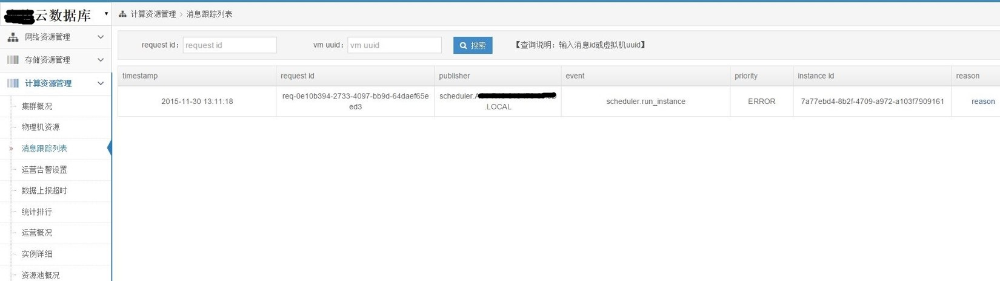 云数据库
网络资源管理
存储资源管理
计算资源管理
集群概况
物理机资源
消息跟踪列表
运营告警设置
数据上报超时
统计排行
运营概况
实例详细
资源池概况
计算资源管理 > 消息跟踪列表
request id: request id vm uuid: vm uuid 搜索 【查询说明：输入消息id或虚拟机uuid】
timestamp request id publisher event priority instance id reason
2015-11-30 13:11:18 req-0e10b394-2733-4097-bb9d-64daef65e scheduler. scheduler.run_instance ERROR 7a77ebd4-8b2f-4709-a972-a103f7909161 reason
ed3 .LOCAL